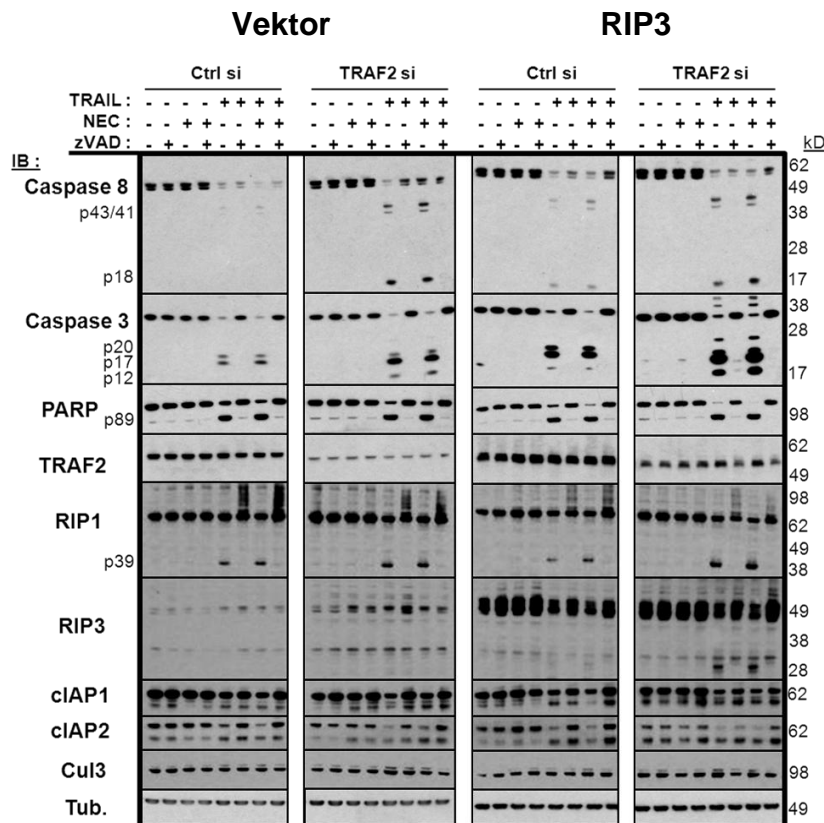 Vektor RIP3
Ctrl si TRAF2 si Ctrl si TRAF2 si
TRAIL : - - - - + + + + - - - - + + + + - - - - + + + + - - - - + + + +
NEC : - - + + - - + + - - + + - - + + - - + + - - + + - - + + - - + +
zVAD : - + - + - + - + - + - + - + - + - + - + - + - + - + - + - + - + kD
IB :
62
Caspase 8 49
p43/41 38
28
p18 17
38
Caspase 3 28
p20
p17
17
p12
PARP 98
p89
62
TRAF2
49
98
RIP1 62
49
p39
38
49
RIP3
38
28
cIAP1 62
cIAP2 62
Cul3 98
Tub. 49